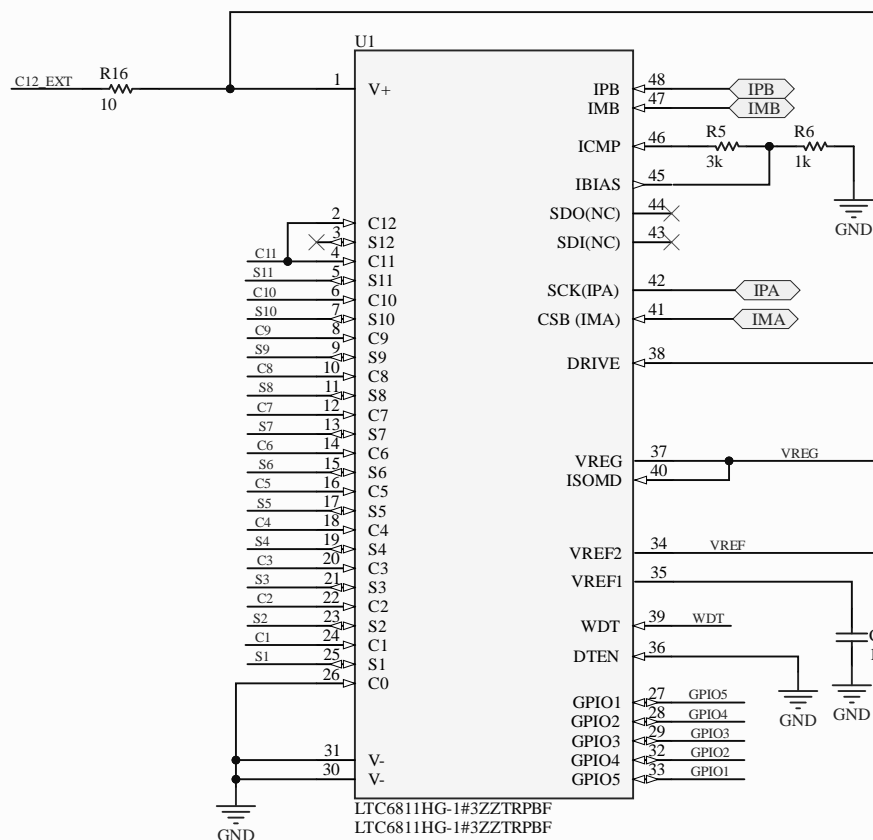 U1
C12_EXT
R16
10
1
V+
2
C12
3
S12
C11
4
C11
S11
5
S11
C10
6
C10
S10
7
S10
C9
8
C9
S9
9
S9
C8
10
C8
S8
11
S8
C7
12
C7
S7
13
S7
C6
14
C6
S6
15
S6
C5
16
C5
S5
17
S5
C4
18
C4
S4
19
S4
C3
20
C3
S3
21
S3
C2
22
C2
S2
23
S2
C1
24
C1
S1
25
S1
26
C0
31
V-
30
V-
GND
IPB
48
IPB
IMB
47
IMB
ICMP
46
R5
3k
R6
1k
IBIAS
45
GND
SDO(NC)
44
SDI(NC)
43
SCK(IPA)
42
IPA
CSB (IMA)
41
IMA
DRIVE
38
VREG
37
VREG
ISOMD
40
VREF2
34
VREF
VREF1
35
WDT
39
WDT
DTEN
36
GND
GND
GPIO1
27
GPIO5
GPIO2
28
GPIO4
GPIO3
29
GPIO3
GPIO4
32
GPIO2
GPIO5
33
GPIO1
LTC6811HG-1#3ZZTRPBF
LTC6811HG-1#3ZZTRPBF